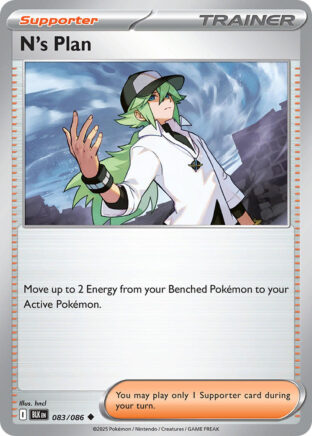 Supporter
TRAINER
N's Plan
Move up to 2 Energy from your Benched Pokémon to your
Active Pokémon.
Illus. hncl
I BLK EN 083/086 ◆
You may play only 1 Supporter card during
your turn.
©2025 Pokémon / Nintendo / Creatures / GAME FREAK